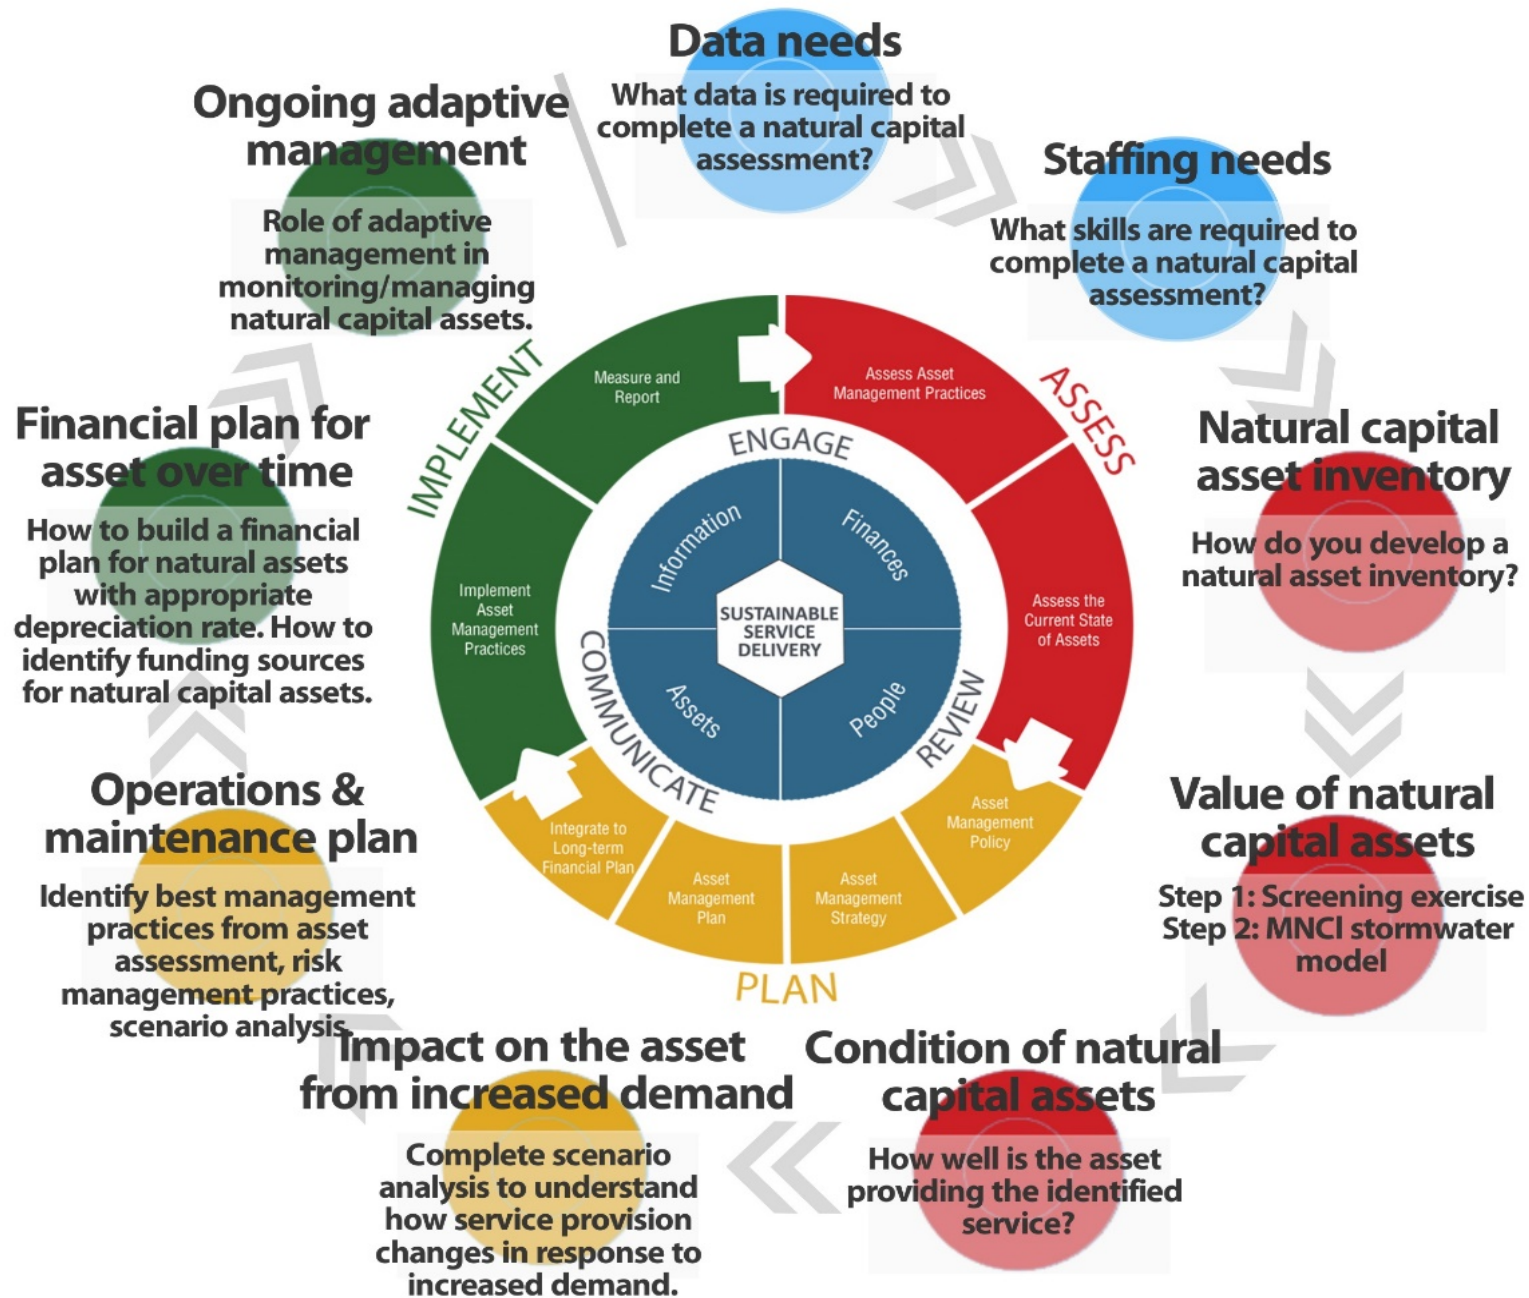 Data needs
What data is required to
complete a natural capital
assessment?
Staffing needs
What skills are required to
complete a natural capital
assessment?
Natural capital
asset inventory
How do you develop a
natural asset inventory?
Value of natural
capital assets
Step 1: Screening exercise
Step 2: MNCI stormwater
model
Condition of natural
capital assets
How well is the asset
providing the identified
service?
Impact on the asset
from increased demand
Complete scenario
analysis to understand
how service provision
changes in response to
increased demand.
Operations &
maintenance plan
Identify best management
practices from asset
assessment, risk
management practices,
scenario analysis.
Financial plan for
asset over time
How to build a financial
plan for natural assets
with appropriate
depreciation rate. How to
identify funding sources
for natural capital assets.
Ongoing adaptive
management
Role of adaptive
management in
monitoring/managing
natural capital assets.
ASSESS
Assess Asset
Management Practices
Assess the
Current State
of Assets
PLAN
Asset
Management
Policy
Asset
Management
Strategy
Asset
Management
Plan
Integrate to
Long-term
Financial Plan
IMPLEMENT
Implement
Asset
Management
Practices
Measure and
Report
ENGAGE
REVIEW
COMMUNICATE
Information
Finances
People
Assets
SUSTAINABLE
SERVICE
DELIVERY